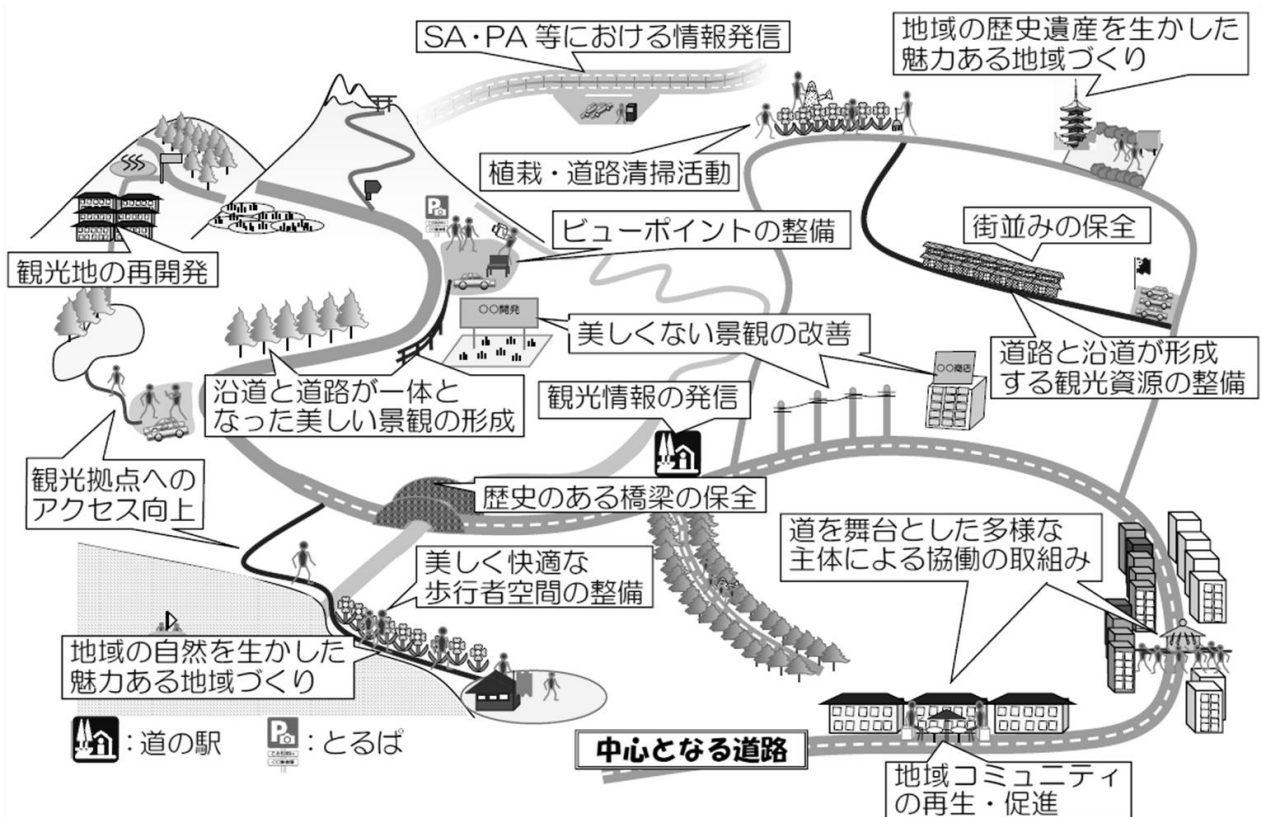 SA・PA 等における情報発信
地域の歴史遺産を生かした
魅力ある地域づくり
植栽・道路清掃活動
ビューポイントの整備
街並みの保全
観光地の再開発
〇〇開発
美しくない景観の改善
〇〇商店
道路と沿道が形成
する観光資源の整備
沿道と道路が一体と
なった美しい景観の形成
観光情報の発信
観光拠点への
アクセス向上
歴史のある橋梁の保全
道を舞台とした多様な
主体による協働の取組み
美しく快適な
歩行者空間の整備
地域の自然を生かした
魅力ある地域づくり
:道の駅
P
:とるぱ
中心となる道路
地域コミュニティ
の再生・促進